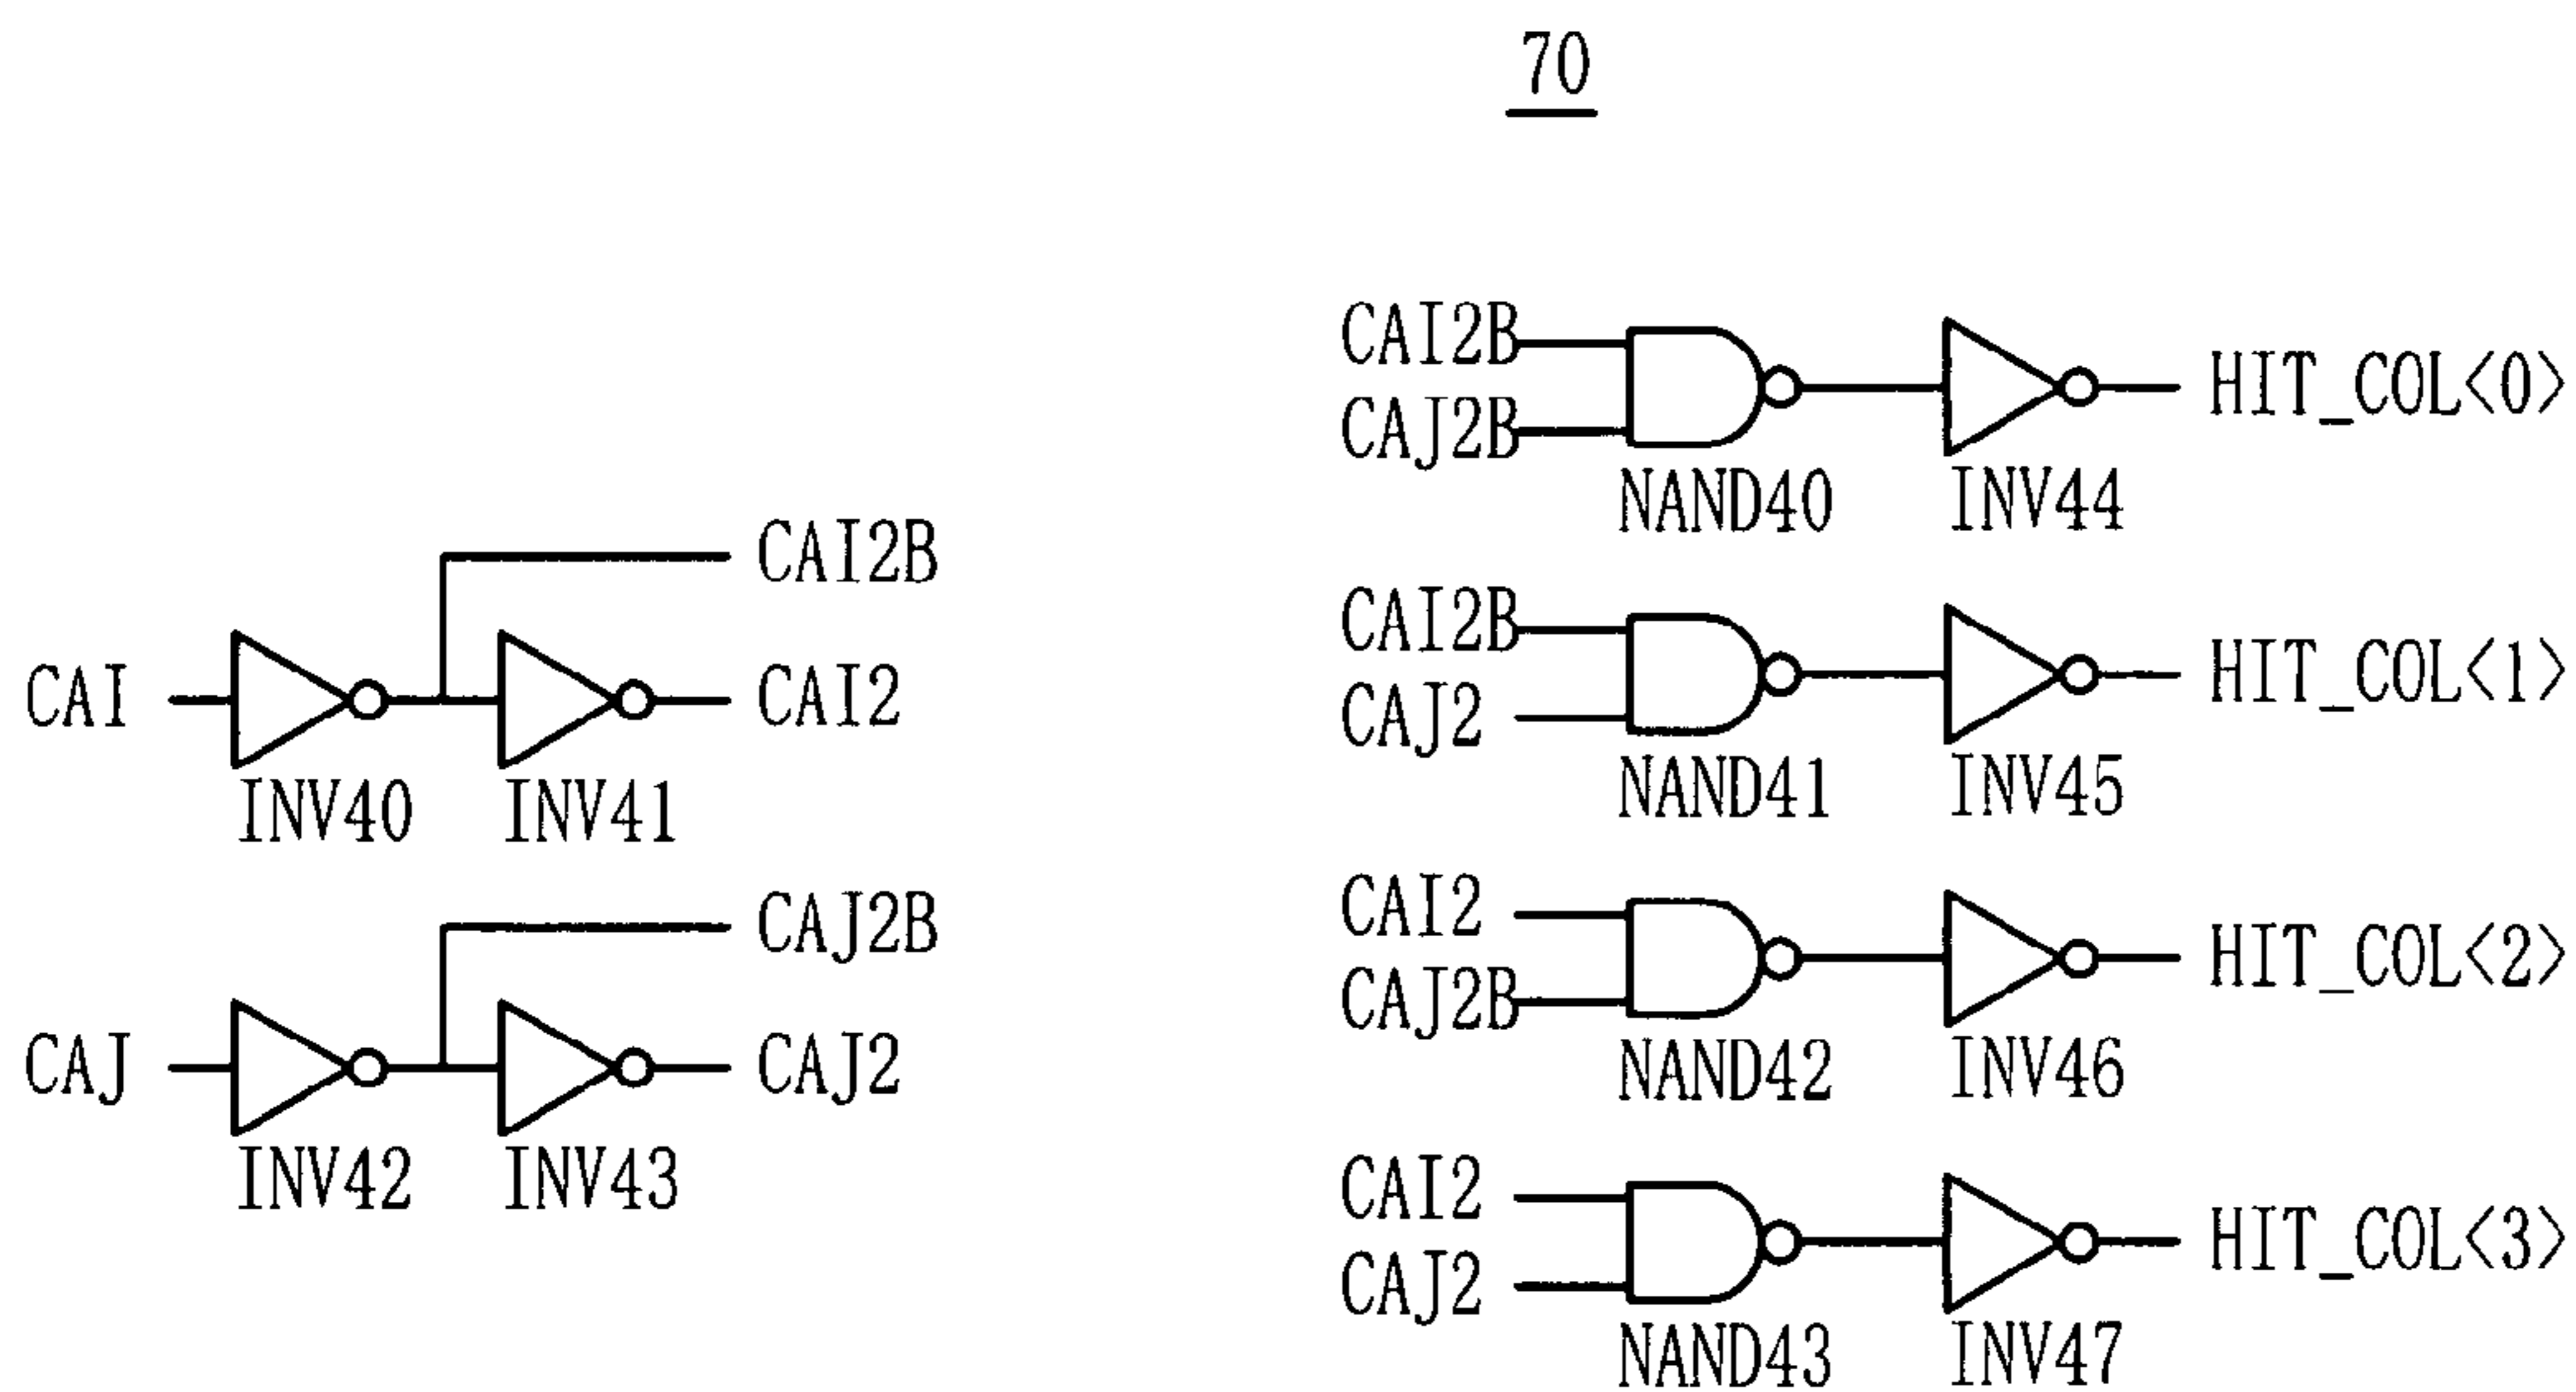 70
CAI
INV40
INV41
CAI2B
CAI2
CAJ
INV42
INV43
CAJ2B
CAJ2
CAI2B
CAJ2B
NAND40
INV44
HIT_COL<0>
CAI2B
CAJ2
NAND41
INV45
HIT_COL<1>
CAI2
CAJ2B
NAND42
INV46
HIT_COL<2>
CAI2
CAJ2
NAND43
INV47
HIT_COL<3>